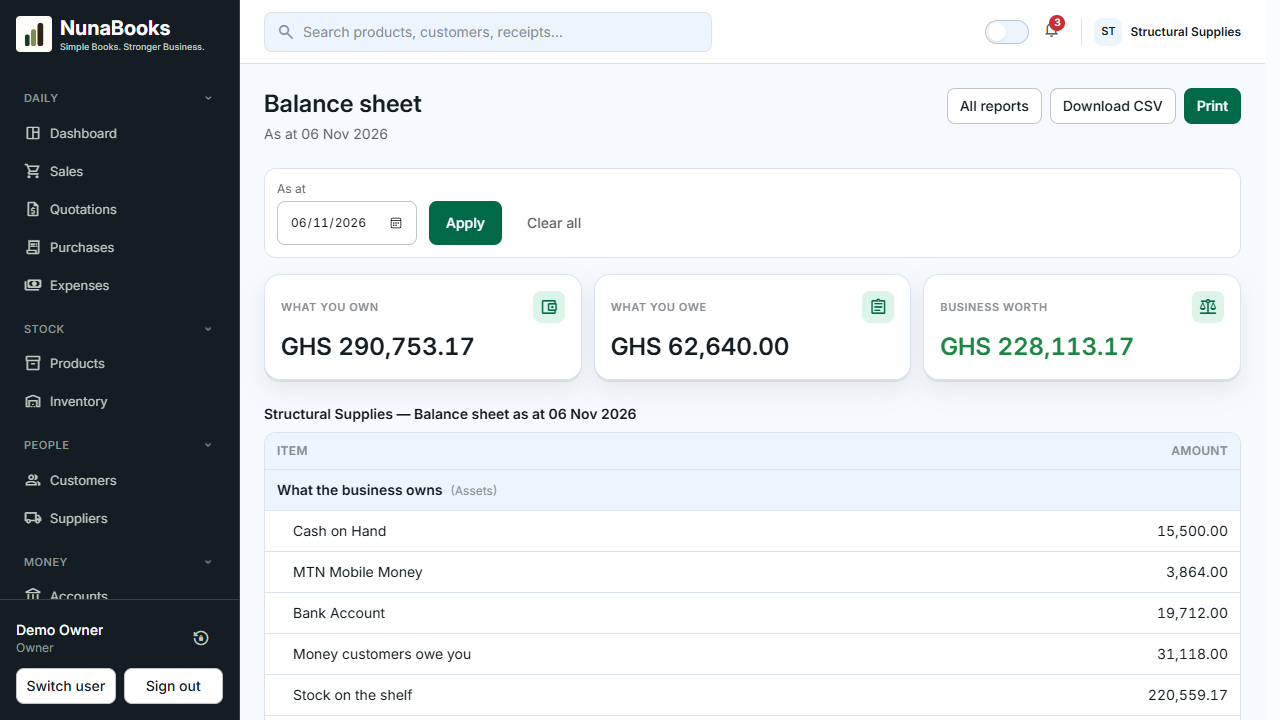 NunaBooks
Simple Books. Stronger Business.
DAILY
Dashboard
Sales
Quotations
Purchases
Expenses
STOCK
Products
Inventory
PEOPLE
Customers
Suppliers
MONEY
Accounts
Demo Owner
Owner
Switch user
Sign out
Search products, customers, receipts...
3
ST
Structural Supplies
Balance sheet
As at 06 Nov 2026
All reports
Download CSV
Print
As at
06/11/2026
Apply
Clear all
WHAT YOU OWN
GHS 290,753.17
WHAT YOU OWE
GHS 62,640.00
BUSINESS WORTH
GHS 228,113.17
Structural Supplies — Balance sheet as at 06 Nov 2026
ITEM AMOUNT
What the business owns (Assets)
Cash on Hand 15,500.00
MTN Mobile Money 3,864.00
Bank Account 19,712.00
Money customers owe you 31,118.00
Stock on the shelf 220,559.17